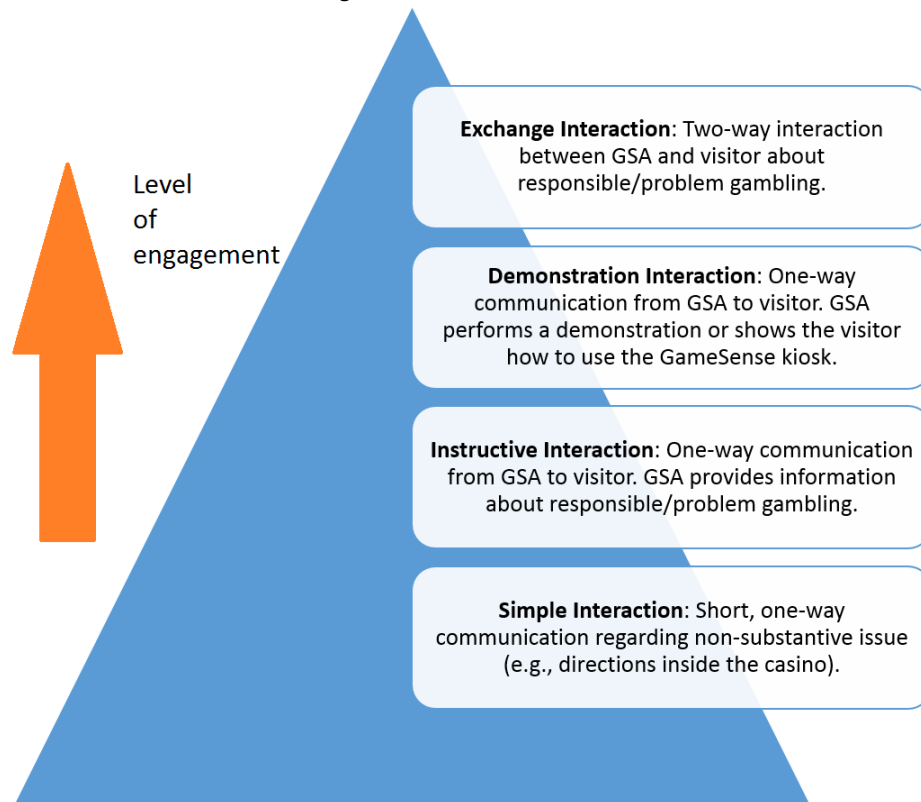 Exchange Interaction: Two-way interaction
between GSA and visitor about
responsible/problem gambling.
Level
of
engagement
Demonstration Interaction: One-way
communication from GSA to visitor. GSA
performs a demonstration or shows the visitor
how to use the GameSense kiosk.
Instructive Interaction: One-way communication
from GSA to visitor. GSA provides information
about responsible/problem gambling.
Simple Interaction: Short, one-way
communication regarding non-substantive issue
(e.g., directions inside the casino).